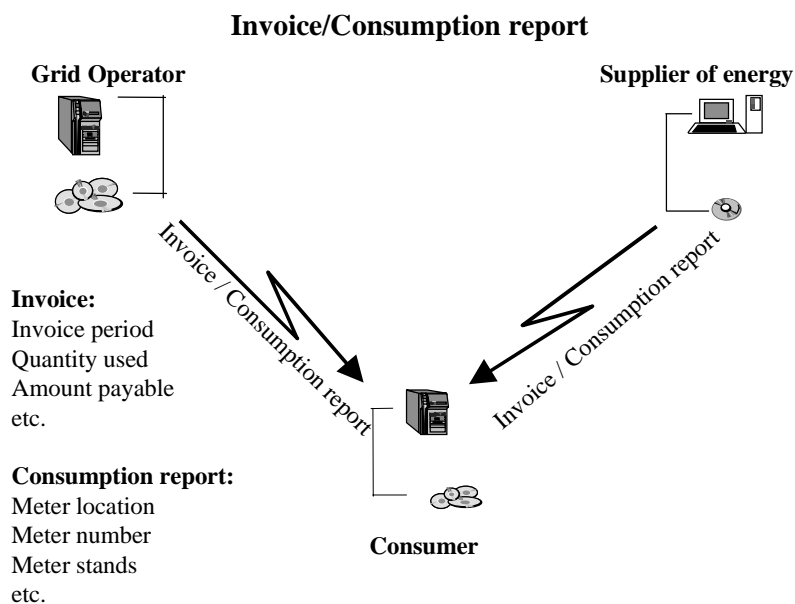 Invoice/Consumption report
Grid Operator
Supplier of energy
Invoice / Consumption report
Invoice / Consumption report
Invoice:
Invoice period
Quantity used
Amount payable
etc.
Consumption report:
Meter location
Meter number
Meter stands
etc.
Consumer